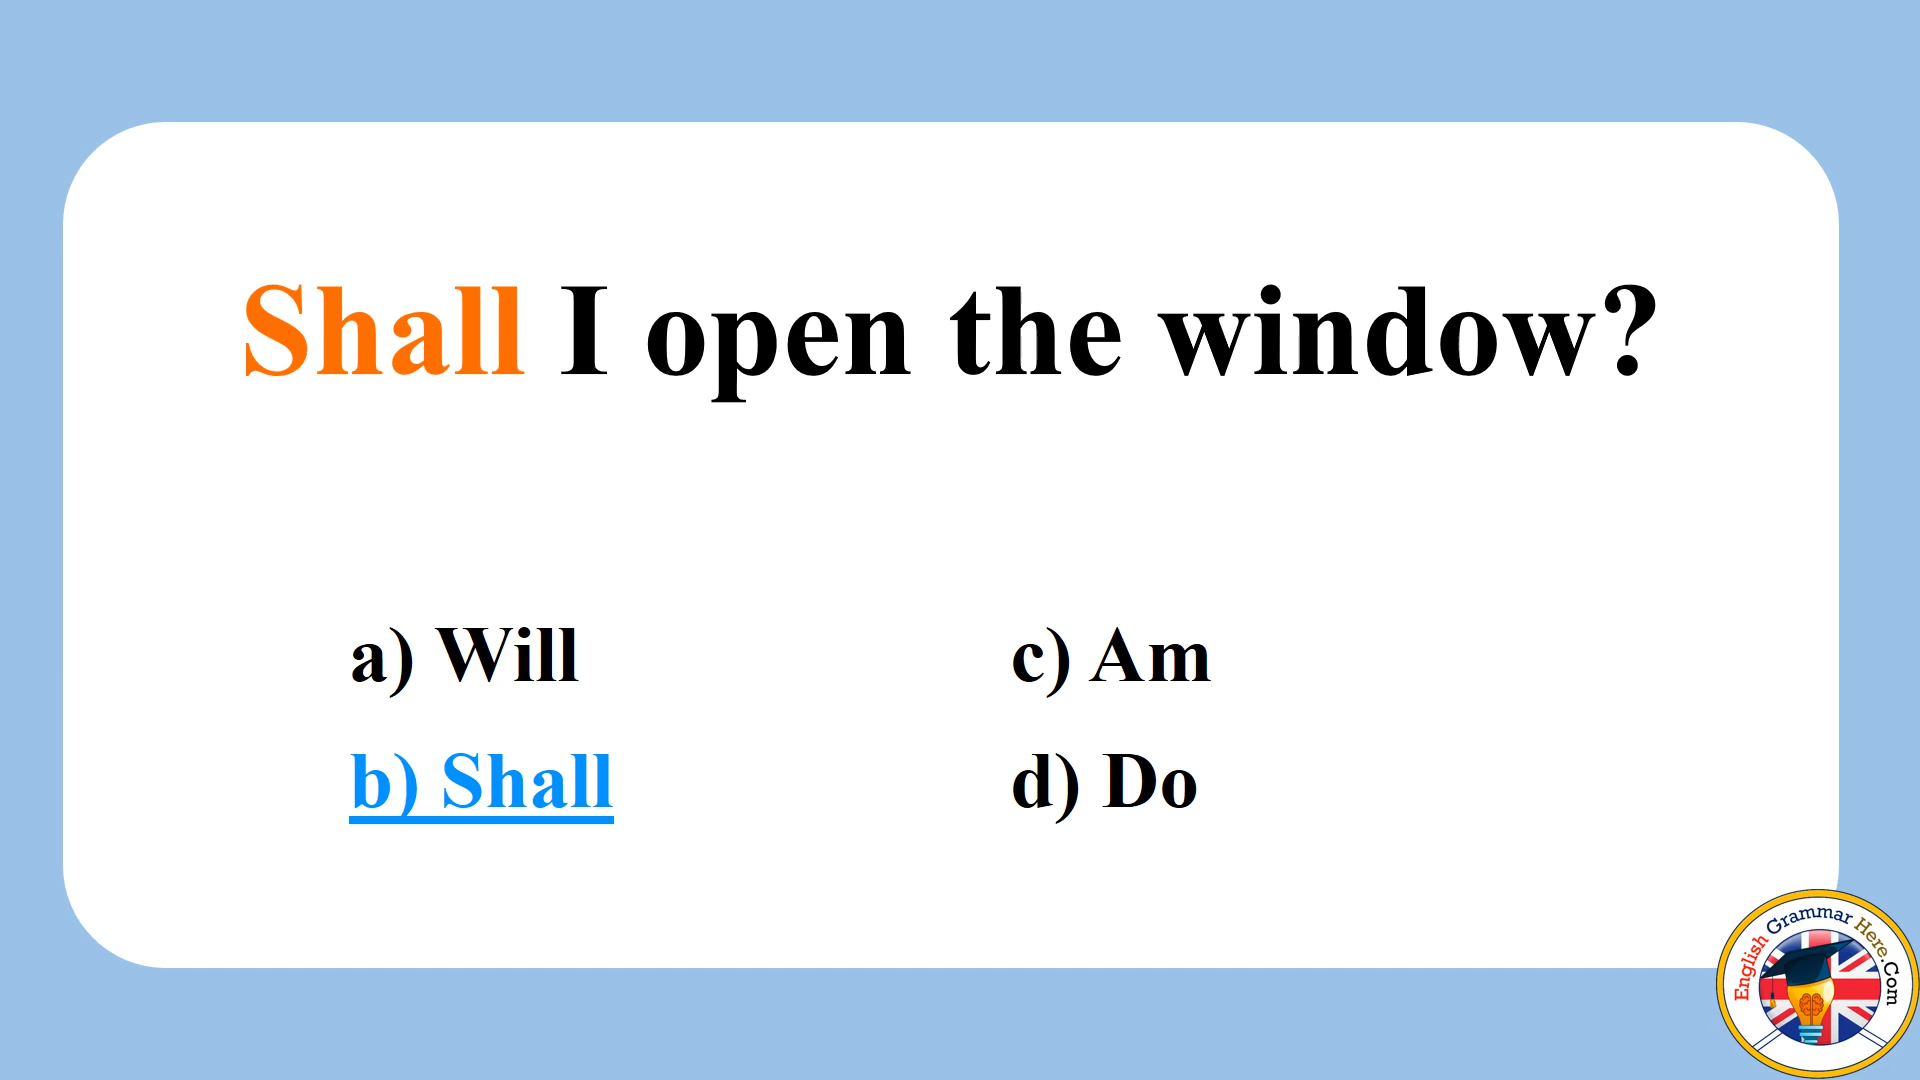 Shall I open the window?
a) Will
c) Am
b) Shall
d) Do
English Grammar Here.Com